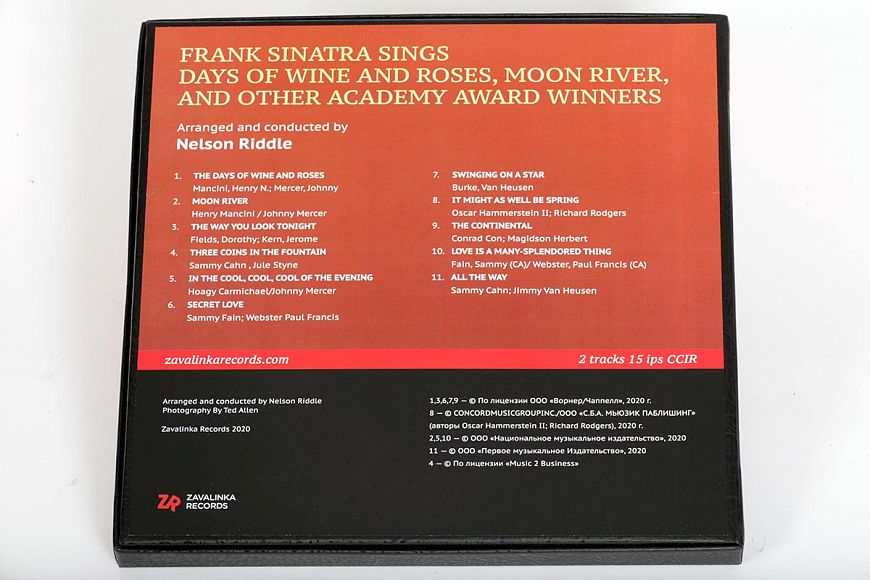 FRANK SINATRA SINGS
DAYS OF WINE AND ROSES, MOON RIVER,
AND OTHER ACADEMY AWARD WINNERS
Arranged and conducted by
Nelson Riddle
1. THE DAYS OF WINE AND ROSES
Mancini, Henry N.; Mercer, Johnny
2. MOON RIVER
Henry Mancini / Johnny Mercer
3. THE WAY YOU LOOK TONIGHT
Fields, Dorothy; Kern, Jerome
4. THREE COINS IN THE FOUNTAIN
Sammy Cahn , Jule Styne
5. IN THE COOL, COOL, COOL OF THE EVENING
Hoagy Carmichael/Johnny Mercer
6. SECRET LOVE
Sammy Fain; Webster Paul Francis
7. SWINGING ON A STAR
Burke, Van Heusen
8. IT MIGHT AS WELL BE SPRING
Oscar Hammerstein II; Richard Rodgers
9. THE CONTINENTAL
Conrad Con; Magidson Herbert
10. LOVE IS A MANY-SPLENDORED THING
Fain, Sammy (CA)/ Webster, Paul Francis (CA)
11. ALL THE WAY
Sammy Cahn; Jimmy Van Heusen
zavalinkarecords.com
2 tracks 15 ips CCIR
Arranged and conducted by Nelson Riddle
Photography By Ted Allen
Zavalinka Records 2020
1,3,6,7,9 — © По лицензии ООО «Ворнер/Чаппелл», 2020 г.
8 — © CONCORDMUSICGROUPINC./ООО «С.Б.А. МЬЮЗИК ПАБЛИШИНГ»
(авторы Oscar Hammerstein II; Richard Rodgers), 2020 г.
2,5,10 — © ООО «Национальное музыкальное издательство», 2020
11 — © ООО «Первое музыкальное Издательство», 2020
4 — © По лицензии «Music 2 Business»
ZR ZAVALINKA
RECORDS